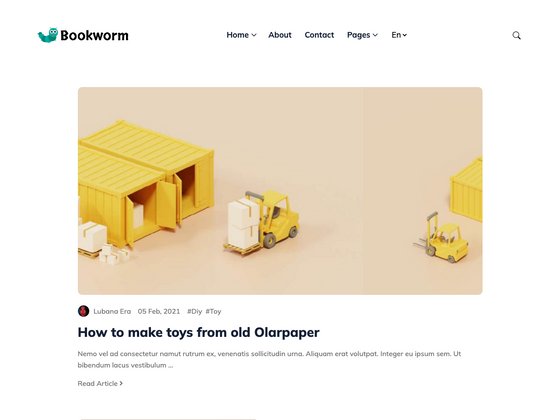 Bookworm
Home About Contact Pages En
Lubana Era 05 Feb, 2021 #Diy #Toy
How to make toys from old Olarpaper
Nemo vel ad consectetur namut rutrum ex, venenatis sollicitudin urna. Aliquam erat volutpat. Integer eu ipsum sem. Ut
bibendum lacus vestibulum ...
Read Article